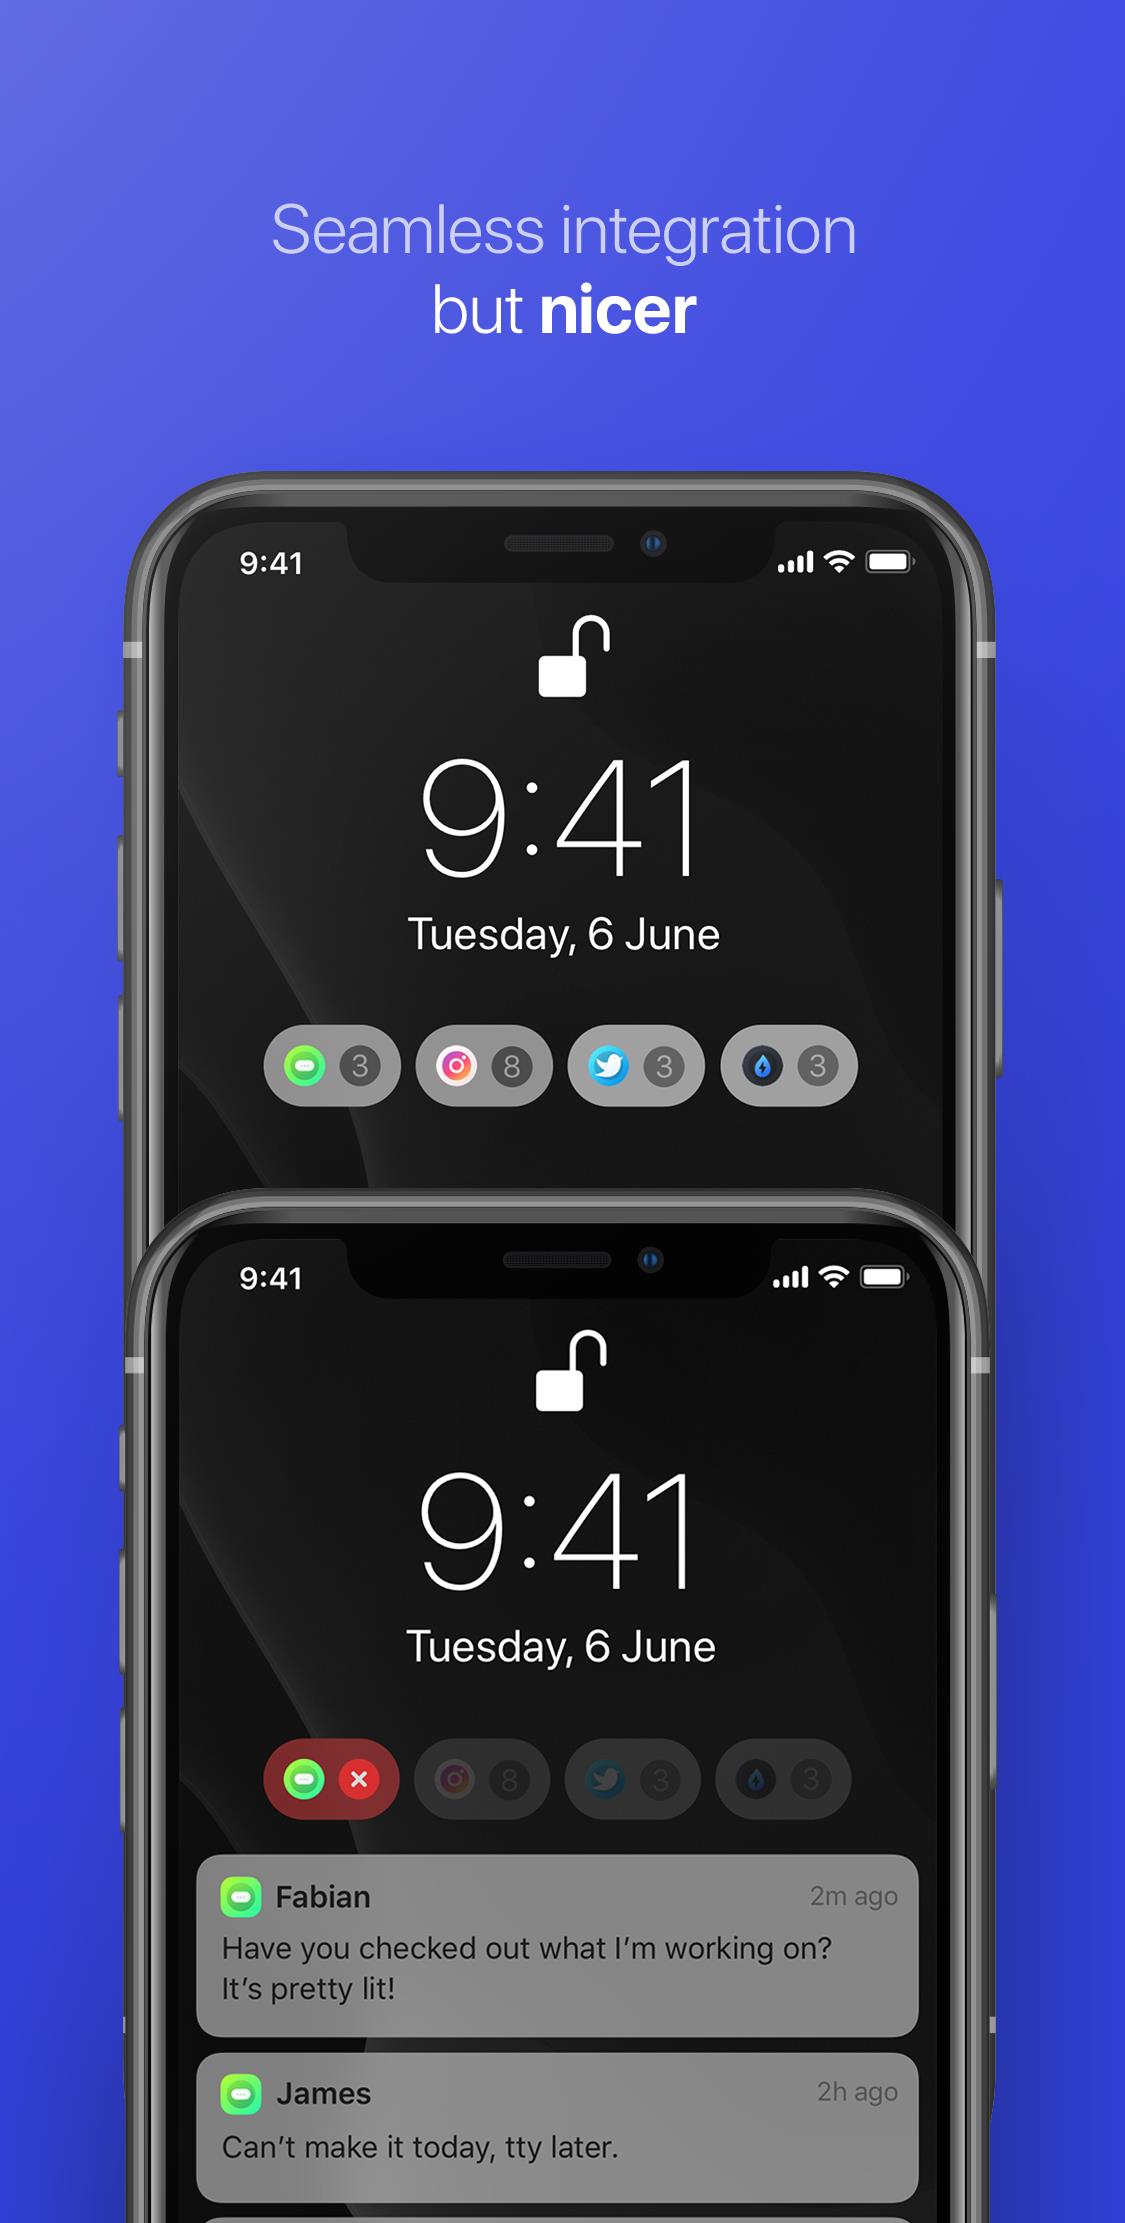 Seamless integration
but nicer
9:41
9:41
Tuesday, 6 June
3 8 3 3
9:41
9:41
Tuesday, 6 June
8 3 3
Fabian 2m ago
Have you checked out what I’m working on?
It’s pretty lit!
James 2h ago
Can’t make it today, tty later.